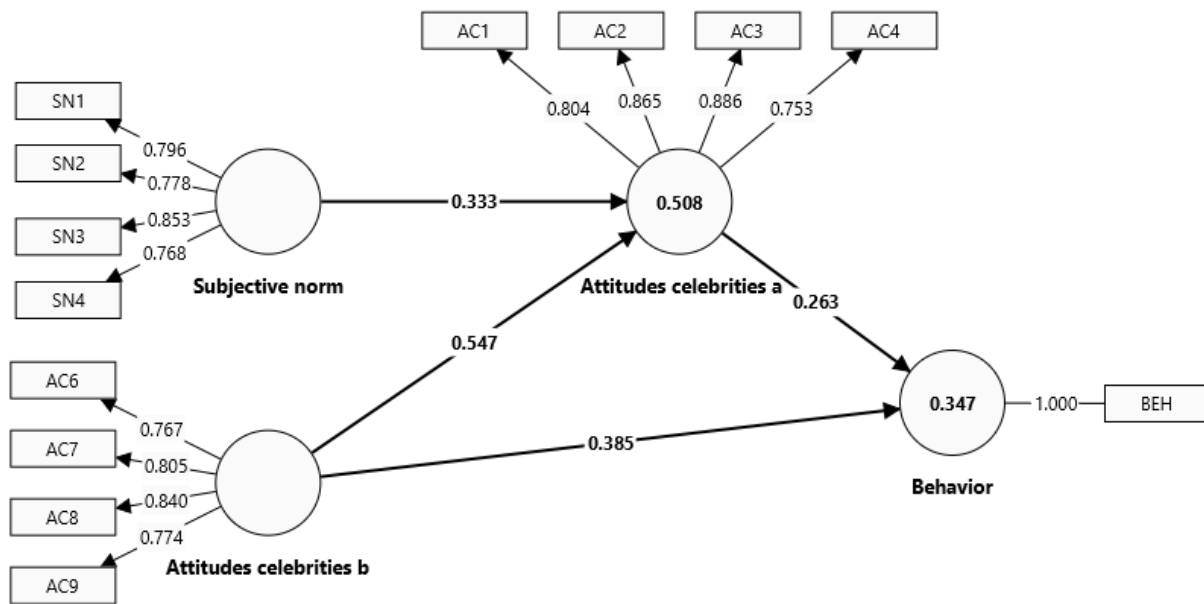 AC1
AC2
AC3
AC4
0.804
0.865
0.886
0.753
SN1
SN2
SN3
SN4
0.796
0.778
0.853
0.768
Subjective norm
0.333
0.508
Attitudes celebrities a
0.547
0.263
AC6
AC7
AC8
AC9
0.767
0.805
0.840
0.774
Attitudes celebrities b
0.385
0.347
Behavior
1.000
BEH